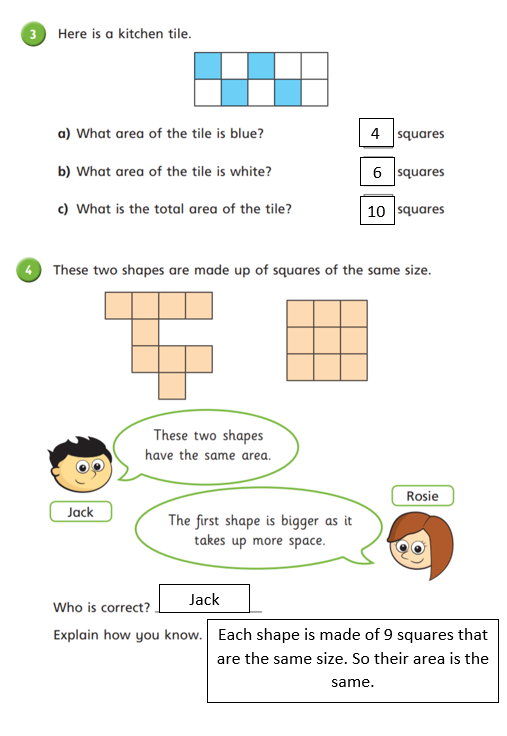 3 Here is a kitchen tile.
a) What area of the tile is blue? 4 squares
b) What area of the tile is white? 6 squares
c) What is the total area of the tile? 10 squares
4 These two shapes are made up of squares of the same size.
These two shapes
have the same area.
Jack
Rosie
The first shape is bigger as it
takes up more space.
Who is correct? Jack
Explain how you know. Each shape is made of 9 squares that
are the same size. So their area is the
same.